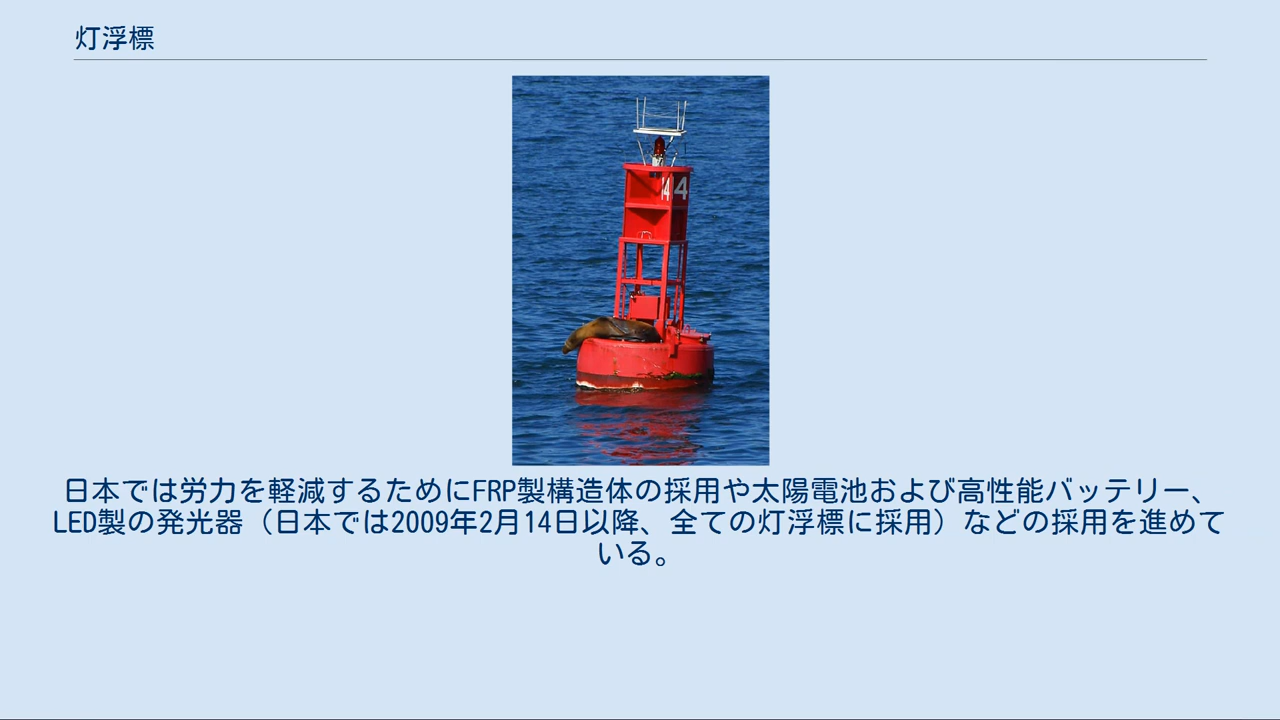 灯浮標
14
4
日本では労力を軽減するためにFRP製構造体の採用や太陽電池および高性能バッテリー、
LED製の発光器（日本では2009年2月14日以降、全ての灯浮標に採用）などの採用を進めて
いる。